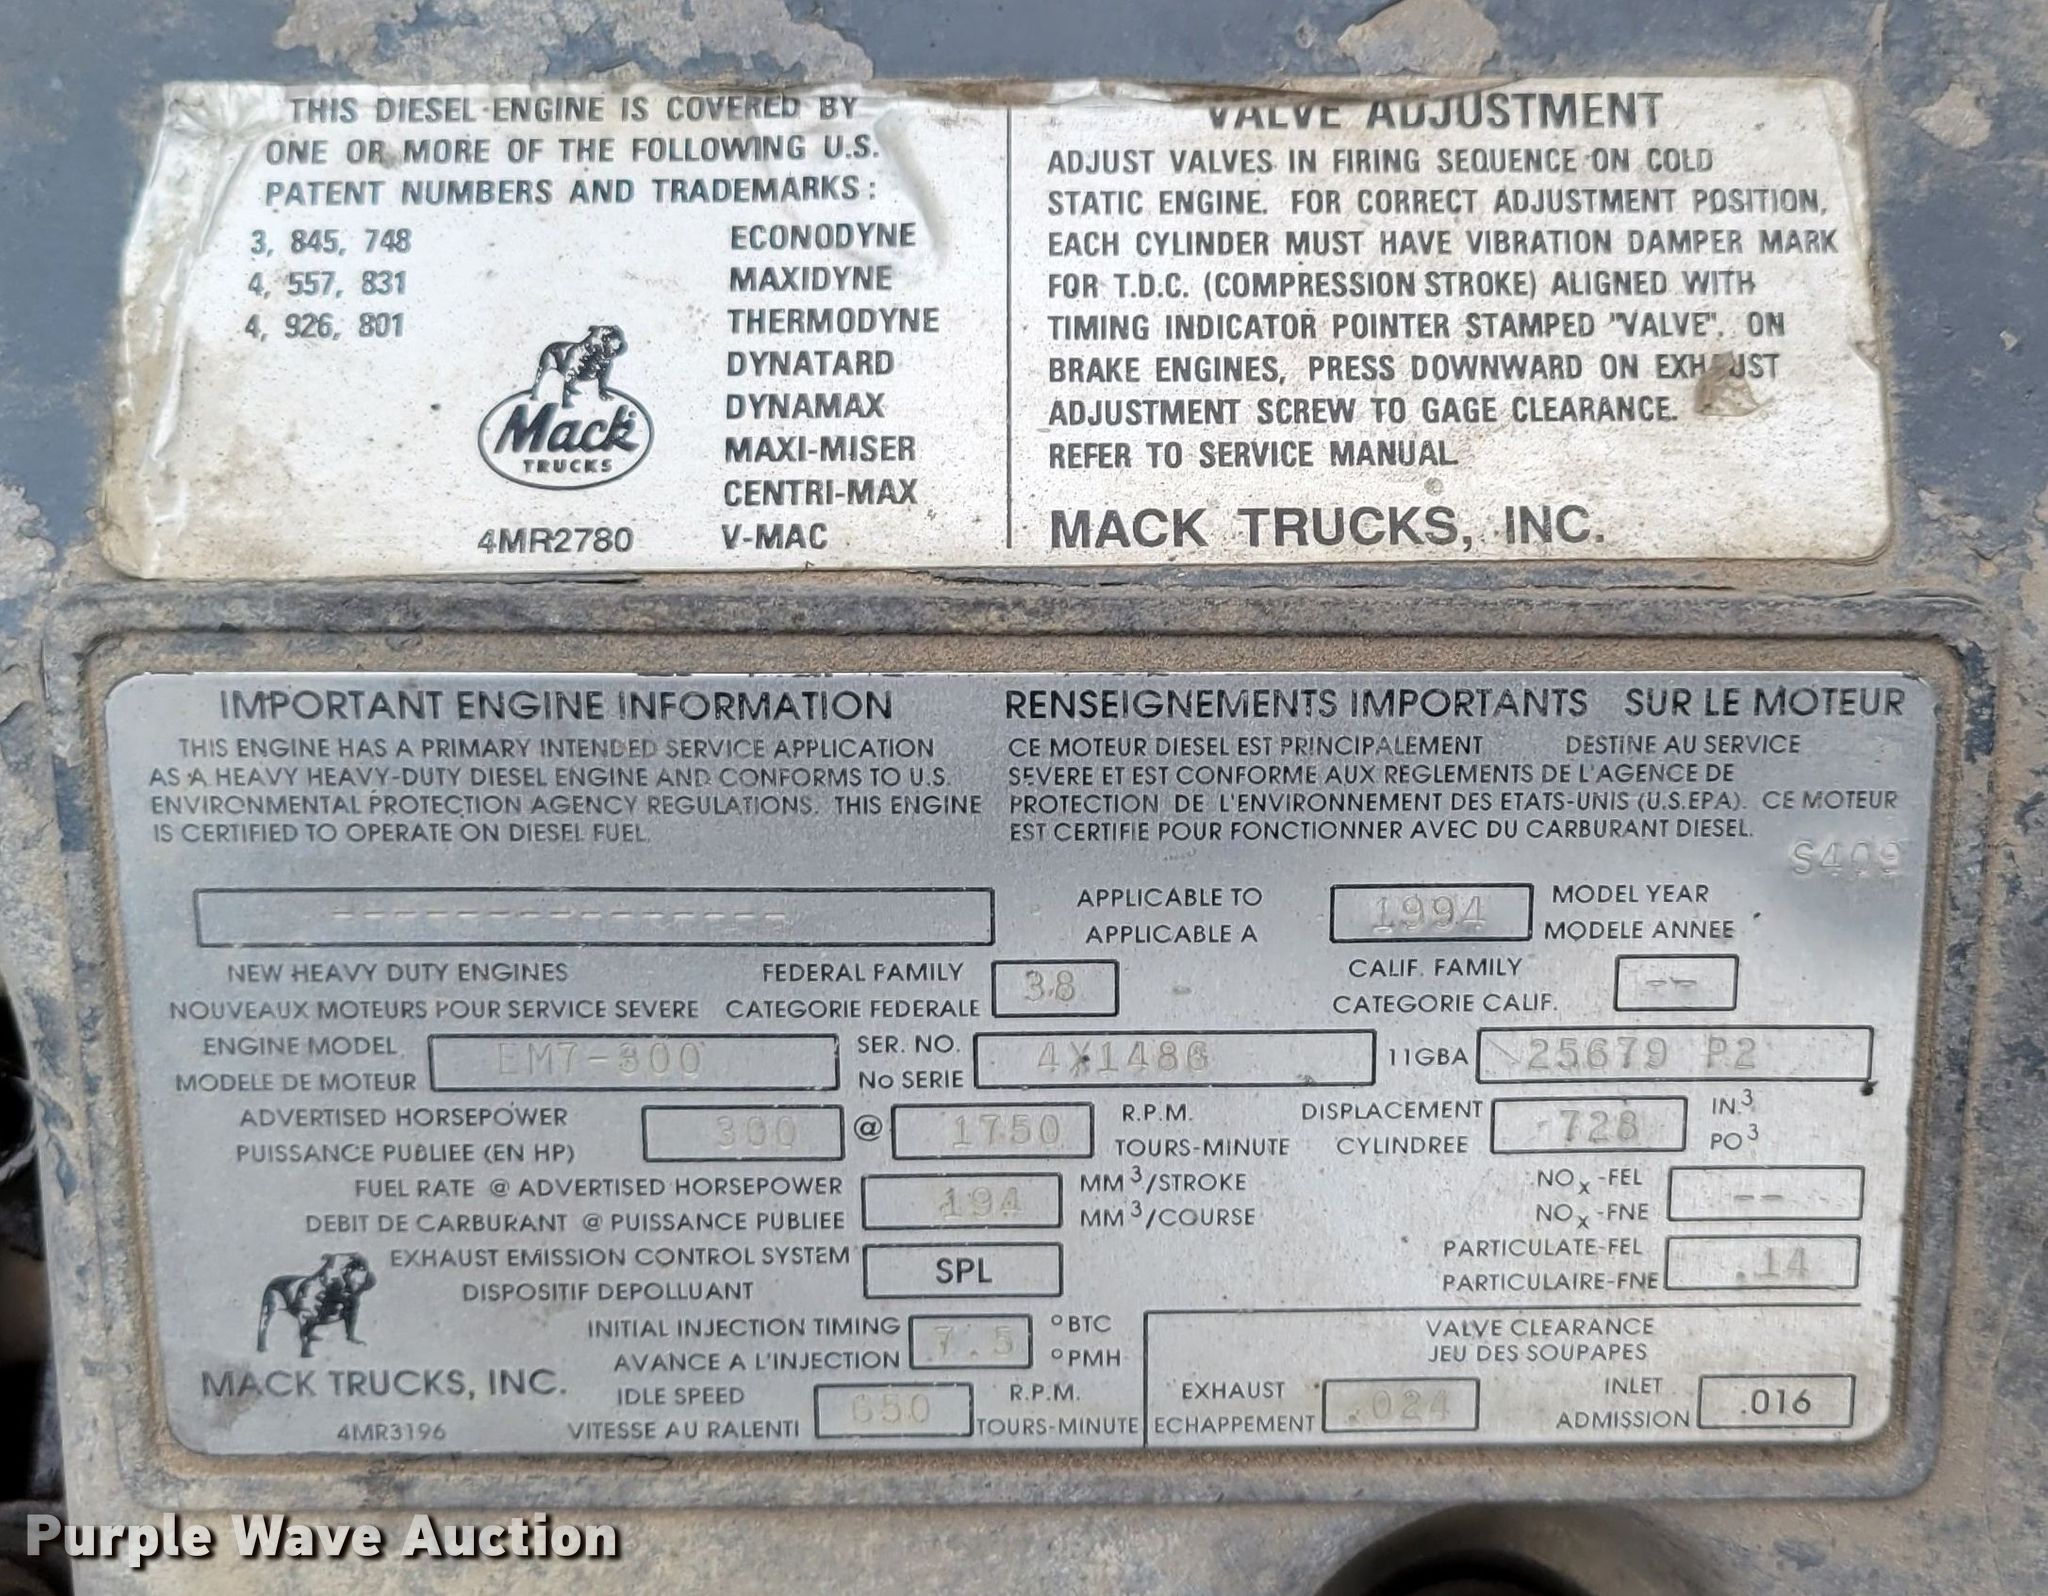 THIS DIESEL ENGINE IS COVERED BY
ONE OR MORE OF THE FOLLOWING U.S.
PATENT NUMBERS AND TRADEMARKS :
3, 845, 748
4, 557, 831
4, 926, 801
ECONODYNE
MAXIDYNE
THERMODYNE
DYNATARD
DYNAMAX
MAXI-MISER
CENTRI-MAX
V-MAC
Mack
TRUCKS
4MR2780
VALVE ADJUSTMENT
ADJUST VALVES IN FIRING SEQUENCE ON COLD
STATIC ENGINE. FOR CORRECT ADJUSTMENT POSITION,
EACH CYLINDER MUST HAVE VIBRATION DAMPER MARK
FOR T.D.C. (COMPRESSION STROKE) ALIGNED WITH
TIMING INDICATOR POINTER STAMPED "VALVE". ON
BRAKE ENGINES, PRESS DOWNWARD ON EXHAUST
ADJUSTMENT SCREW TO GAGE CLEARANCE.
REFER TO SERVICE MANUAL
MACK TRUCKS, INC.
IMPORTANT ENGINE INFORMATION
THIS ENGINE HAS A PRIMARY INTENDED SERVICE APPLICATION
AS A HEAVY HEAVY-DUTY DIESEL ENGINE AND CONFORMS TO U.S.
ENVIRONMENTAL PROTECTION AGENCY REGULATIONS. THIS ENGINE
IS CERTIFIED TO OPERATE ON DIESEL FUEL.
RENSEIGNEMENTS IMPORTANTS SUR LE MOTEUR
CE MOTEUR DIESEL EST PRINCIPALEMENT DESTINE AU SERVICE
SEVERE ET EST CONFORME AUX REGLEMENTS DE L'AGENCE DE
PROTECTION DE L'ENVIRONNEMENT DES ETATS-UNIS (U.S.EPA). CE MOTEUR
EST CERTIFIE POUR FONCTIONNER AVEC DU CARBURANT DIESEL.
S409
---------------
APPLICABLE TO
APPLICABLE A
1994
MODEL YEAR
MODELE ANNEE
NEW HEAVY DUTY ENGINES
NOUVEAUX MOTEURS POUR SERVICE SEVERE
FEDERAL FAMILY
CATEGORIE FEDERALE
38
CALIF. FAMILY
CATEGORIE CALIF.
--
ENGINE MODEL
MODELE DE MOTEUR
EM7-300
SER. NO.
No SERIE
4X1486
11GBA
25679 P2
ADVERTISED HORSEPOWER
PUISSANCE PUBLIEE (EN HP)
300
@
1750
R.P.M.
TOURS-MINUTE
DISPLACEMENT
CYLINDREE
728
IN.3
PO3
FUEL RATE @ ADVERTISED HORSEPOWER
DEBIT DE CARBURANT @ PUISSANCE PUBLIEE
194
MM3/STROKE
MM3/COURSE
NOx-FEL
NOx-FNE
--
EXHAUST EMISSION CONTROL SYSTEM
DISPOSITIF DEPOLLUANT
SPL
PARTICULATE-FEL
PARTICULAIRE-FNE
.14
INITIAL INJECTION TIMING
AVANCE A L'INJECTION
7.5
°BTC
°PMH
VALVE CLEARANCE
JEU DES SOUPAPES
MACK TRUCKS, INC.
4MR3196
IDLE SPEED
VITESSE AU RALENTI
650
R.P.M.
TOURS-MINUTE
EXHAUST
ECHAPPEMENT
.024
INLET
ADMISSION
.016
Purple Wave Auction